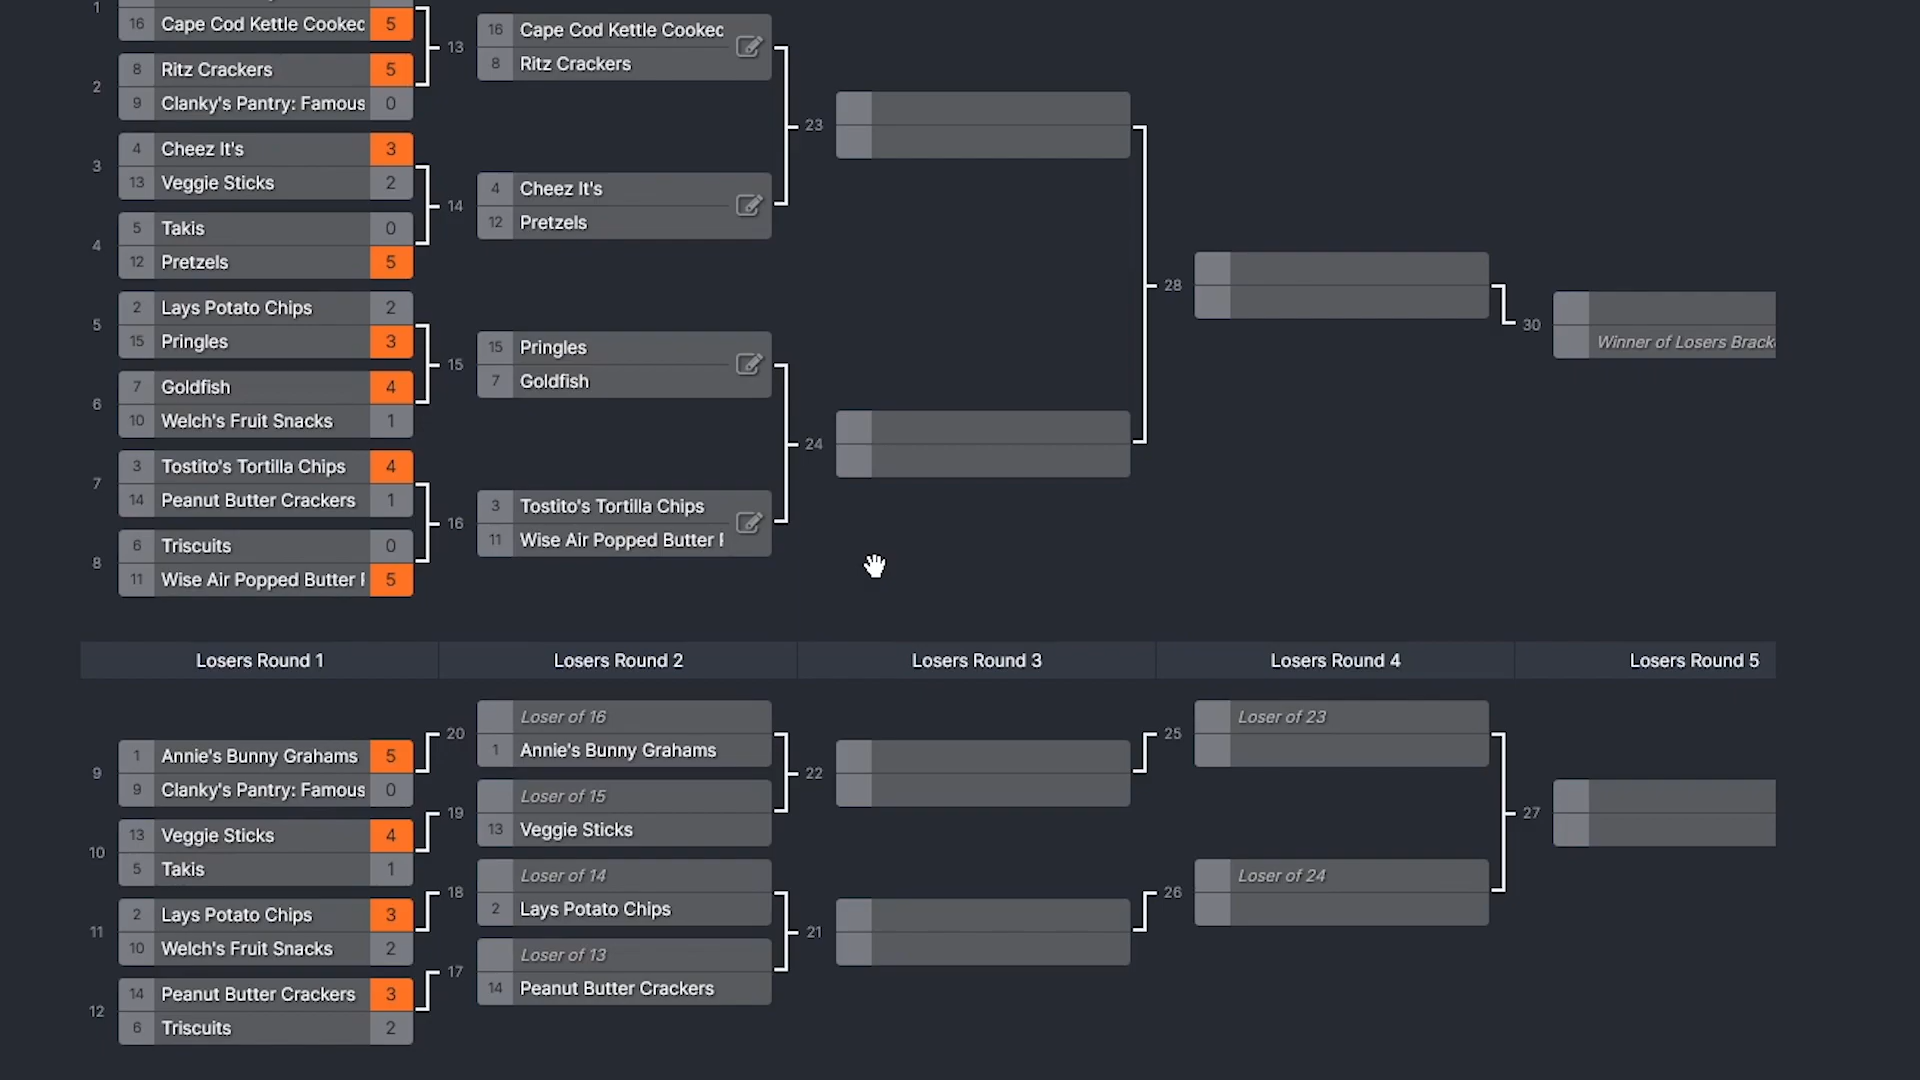 1
16 Cape Cod Kettle Cooked 5
2
8 Ritz Crackers 5
9 Clanky's Pantry: Famous 0
3
4 Cheez It's 3
13 Veggie Sticks 2
4
5 Takis 0
12 Pretzels 5
5
2 Lays Potato Chips 2
15 Pringles 3
6
7 Goldfish 4
10 Welch's Fruit Snacks 1
7
3 Tostito's Tortilla Chips 4
14 Peanut Butter Crackers 1
8
6 Triscuits 0
11 Wise Air Popped Butter 5
13
16 Cape Cod Kettle Cooked
8 Ritz Crackers
14
4 Cheez It's
12 Pretzels
15
15 Pringles
7 Goldfish
16
3 Tostito's Tortilla Chips
11 Wise Air Popped Butter
23
24
28
30
Winner of Losers Brack
Losers Round 1
Losers Round 2
Losers Round 3
Losers Round 4
Losers Round 5
9
1 Annie's Bunny Grahams 5
9 Clanky's Pantry: Famous 0
10
13 Veggie Sticks 4
5 Takis 1
11
2 Lays Potato Chips 3
10 Welch's Fruit Snacks 2
12
14 Peanut Butter Crackers 3
6 Triscuits 2
20
Loser of 16
1 Annie's Bunny Grahams
19
Loser of 15
13 Veggie Sticks
18
Loser of 14
2 Lays Potato Chips
17
Loser of 13
14 Peanut Butter Crackers
22
21
25
Loser of 23
26
Loser of 24
27